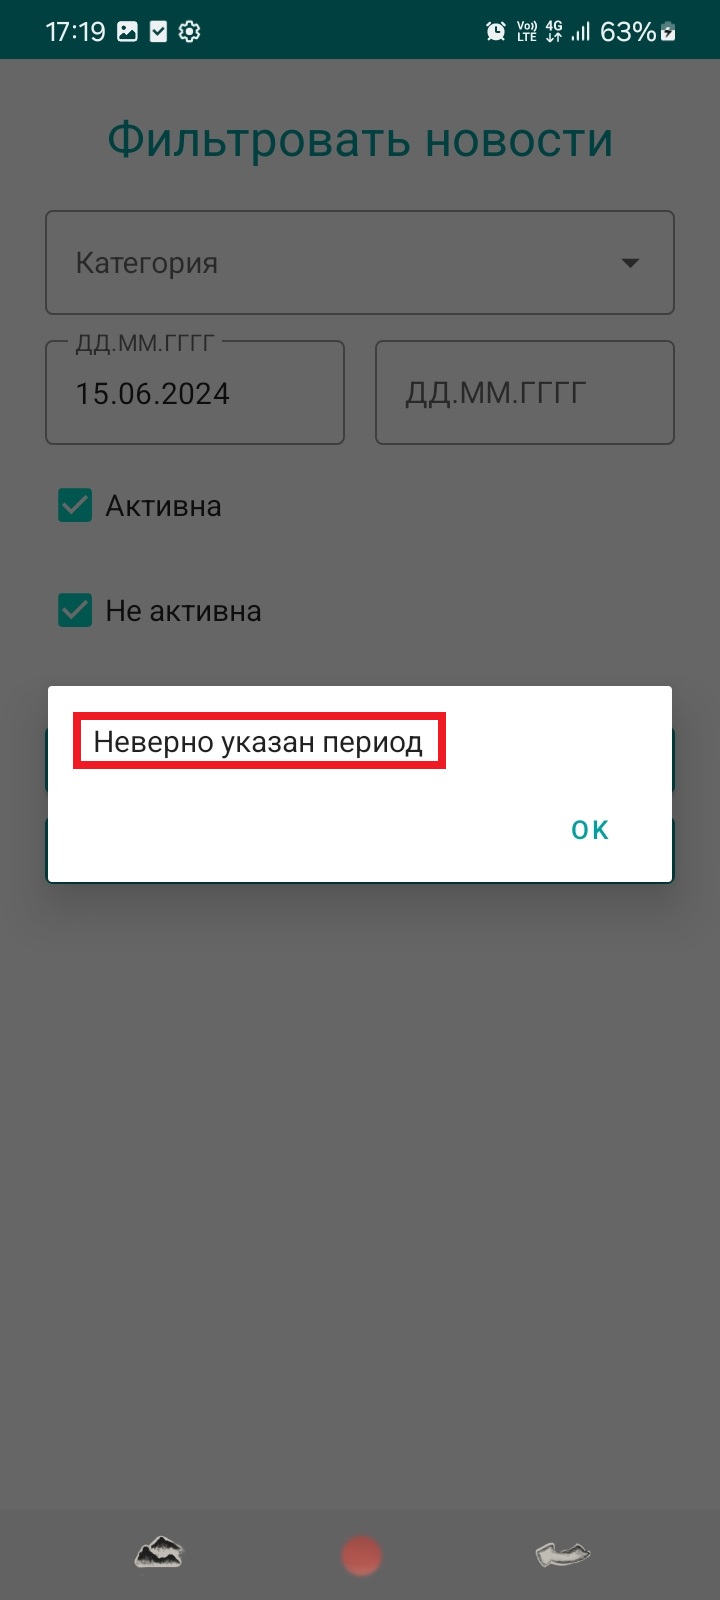 17:19 Vo)) LTE 4G 63%
Фильтровать новости
Категория
ДД.ММ.ГГГГ
15.06.2024 ДД.ММ.ГГГГ
Активна
Не активна
Неверно указан период
OK